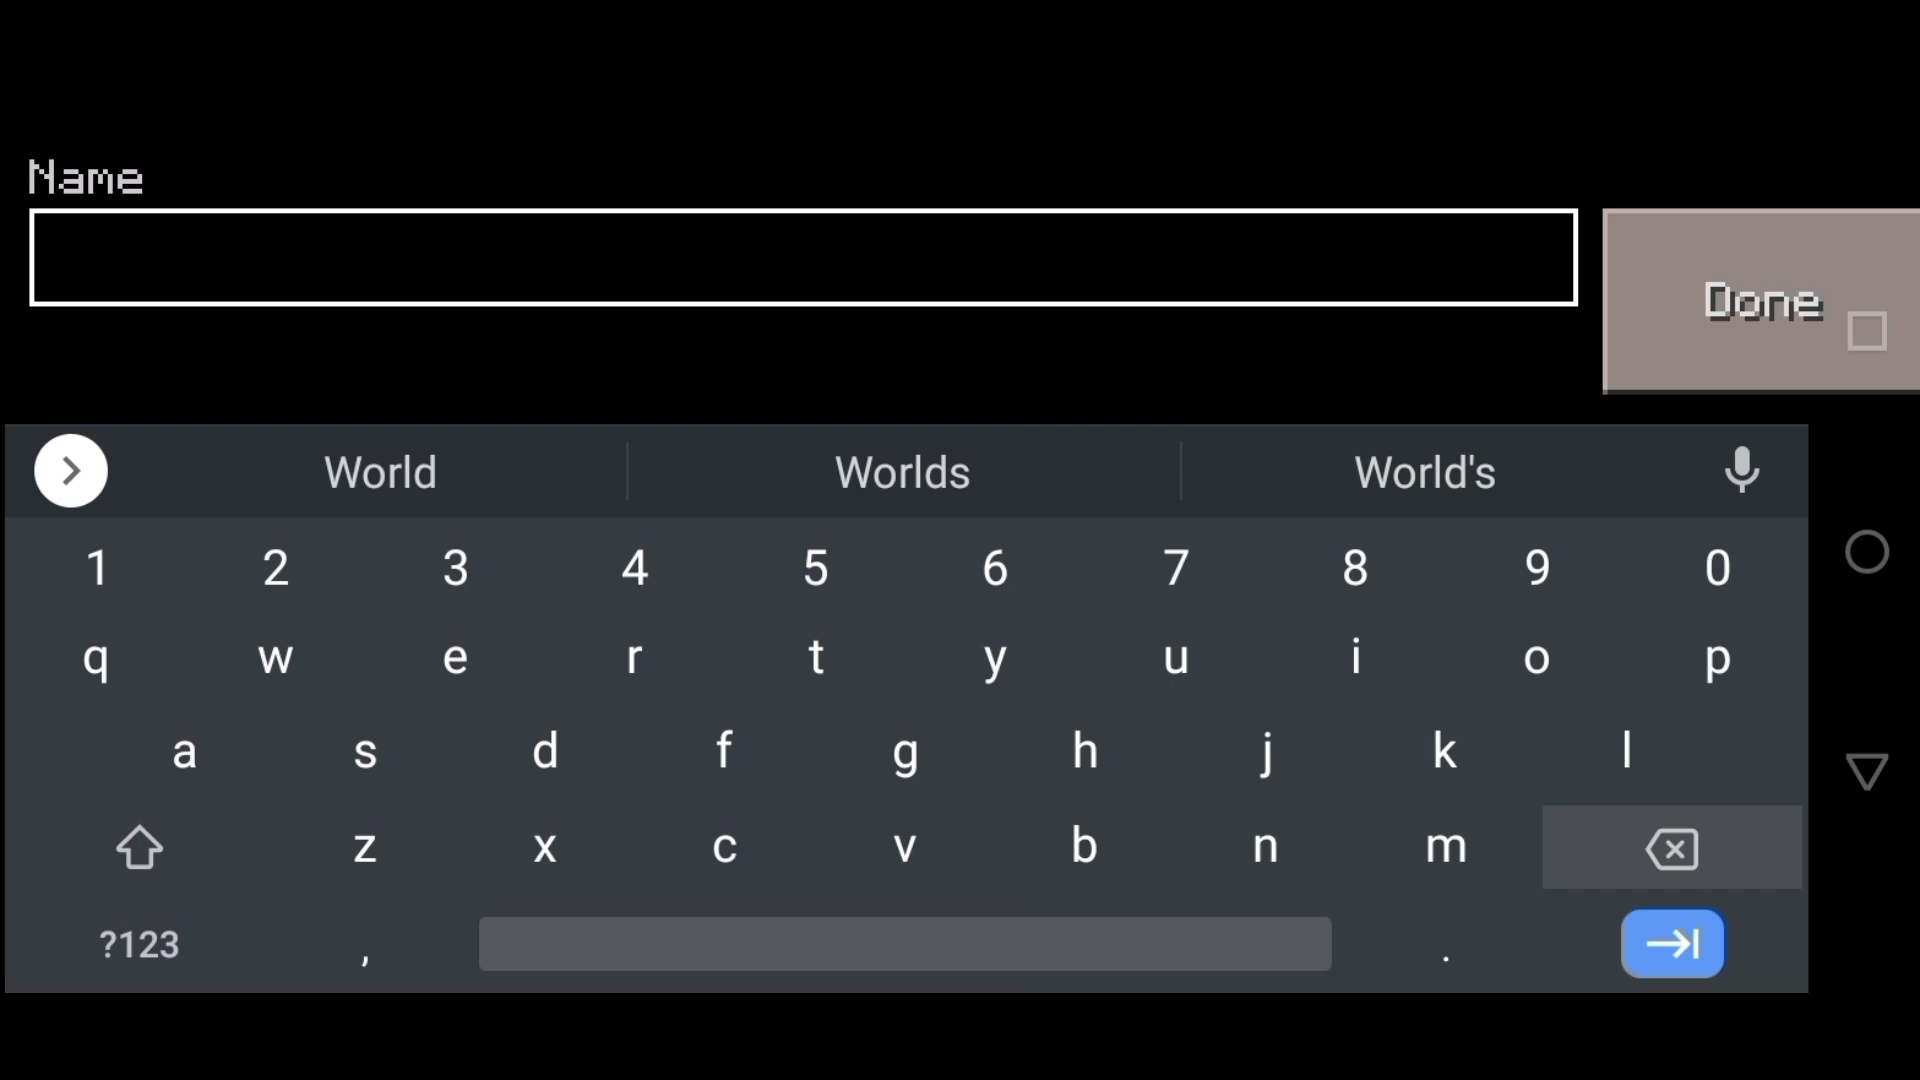 Name
Done
World Worlds World's
1 2 3 4 5 6 7 8 9 0
q w e r t y u i o p
a s d f g h j k l
z x c v b n m
?123 , .